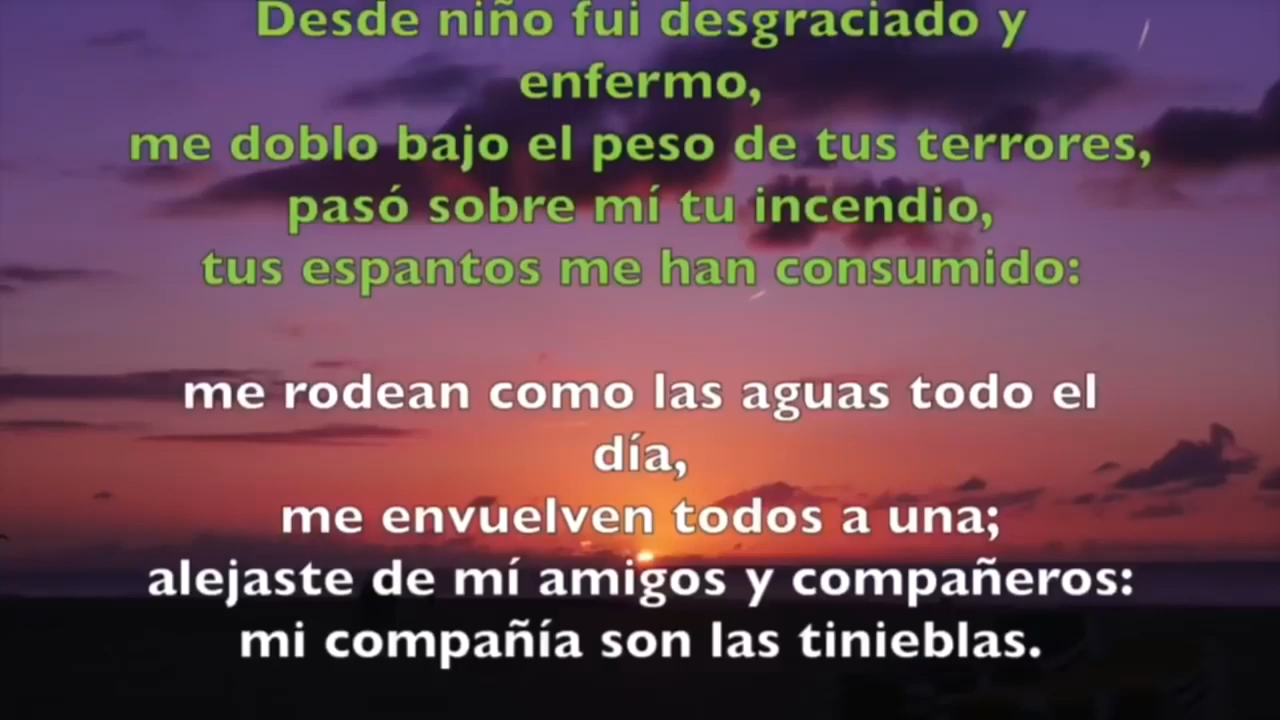 Desde niño fui desgraciado y
enfermo,
me doblo bajo el peso de tus terrores,
pasó sobre mí tu incendio,
tus espantos me han consumido:
me rodean como las aguas todo el
día,
me envuelven todos a una;
alejaste de mí amigos y compañeros:
mi compañía son las tinieblas.